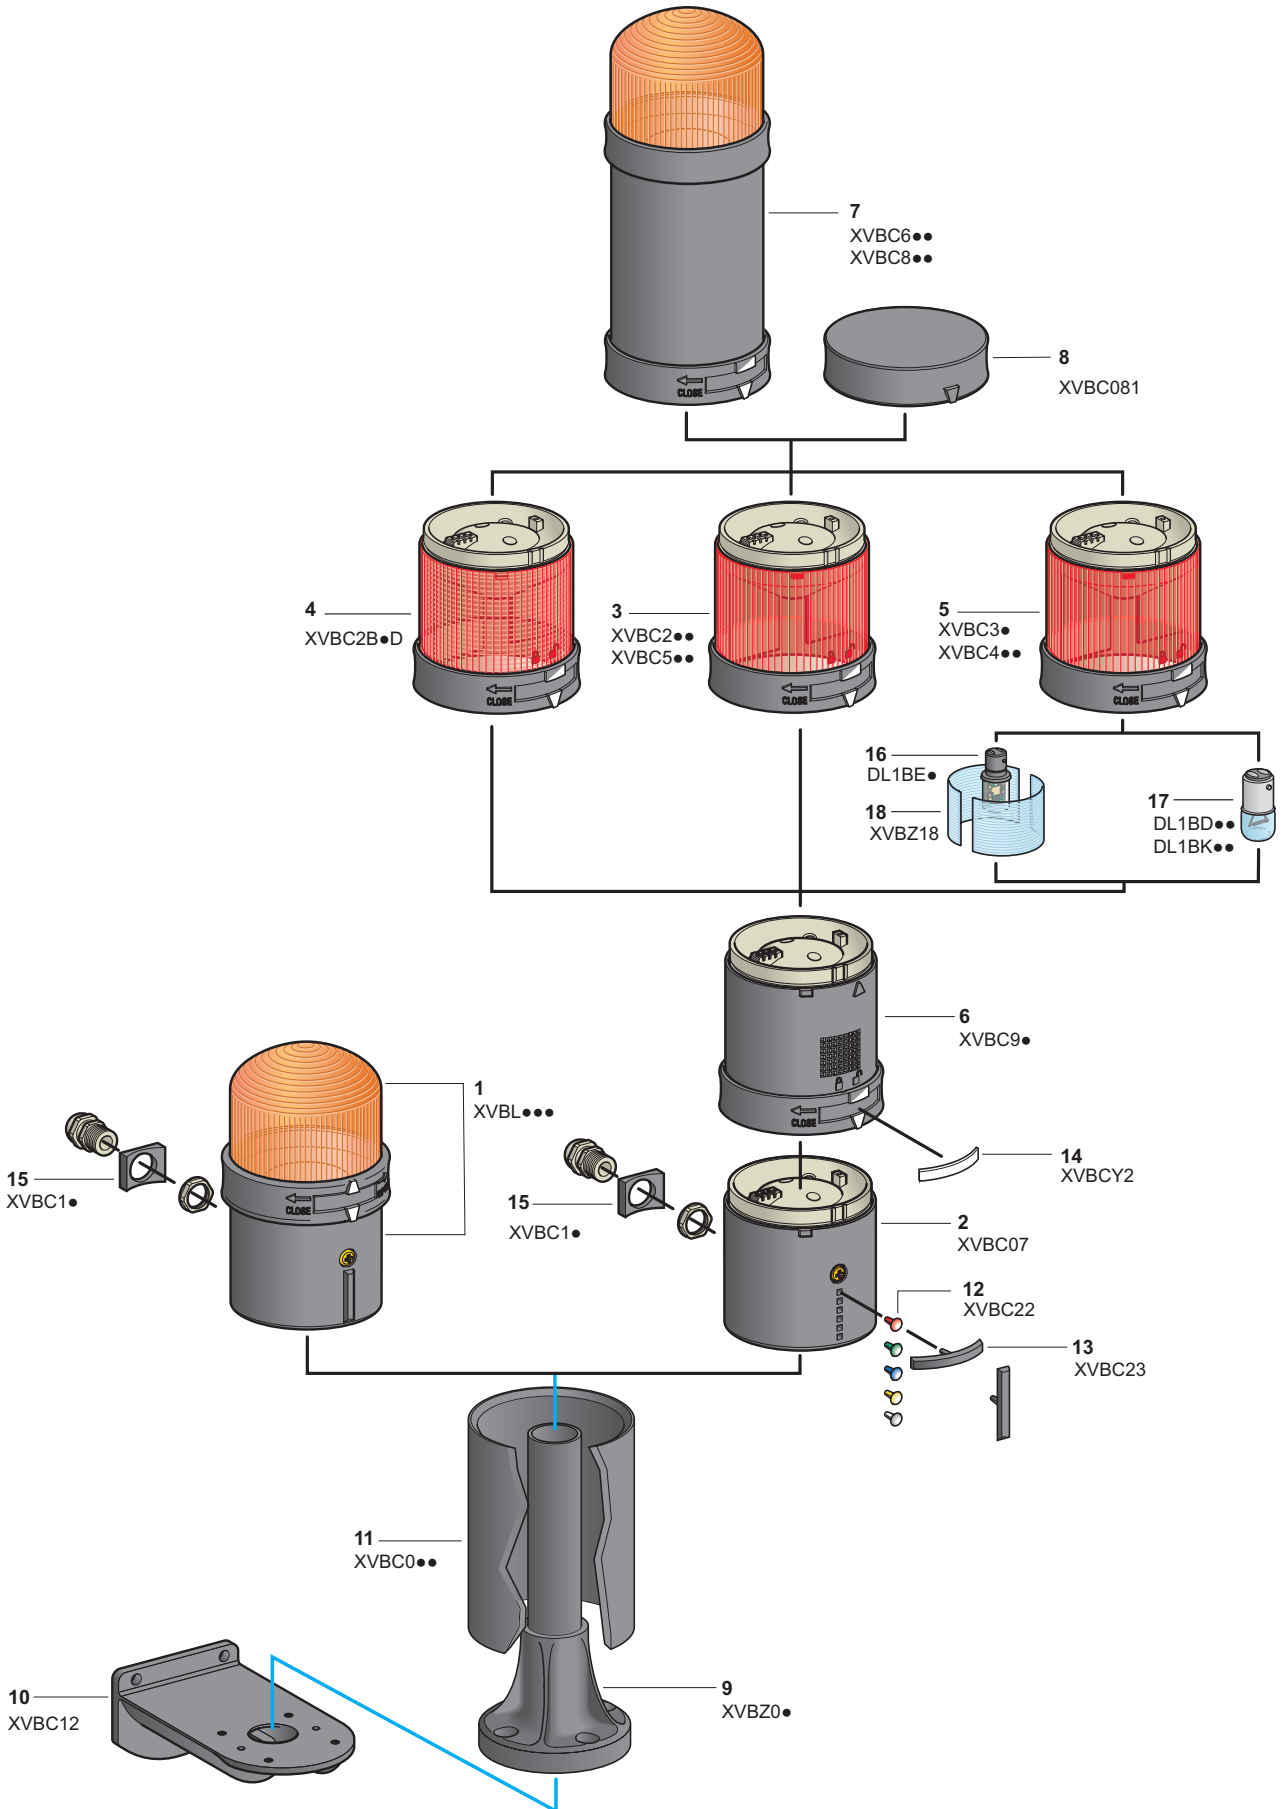 7
XVBC6●●
XVBC8●●
CLOSE
8
XVBC081
4
XVBC2B●D
CLOSE
3
XVBC2●●
XVBC5●●
CLOSE
5
XVBC3●
XVBC4●●
CLOSE
16
DL1BE●
18
XVBZ18
17
DL1BD●●
DL1BK●●
6
XVBC9●
CLOSE
1
XVBL●●●
CLOSE
15
XVBC1●
14
XVBCY2
15
XVBC1●
2
XVBC07
12
XVBC22
13
XVBC23
11
XVBC0●●
10
XVBC12
9
XVBZ0●